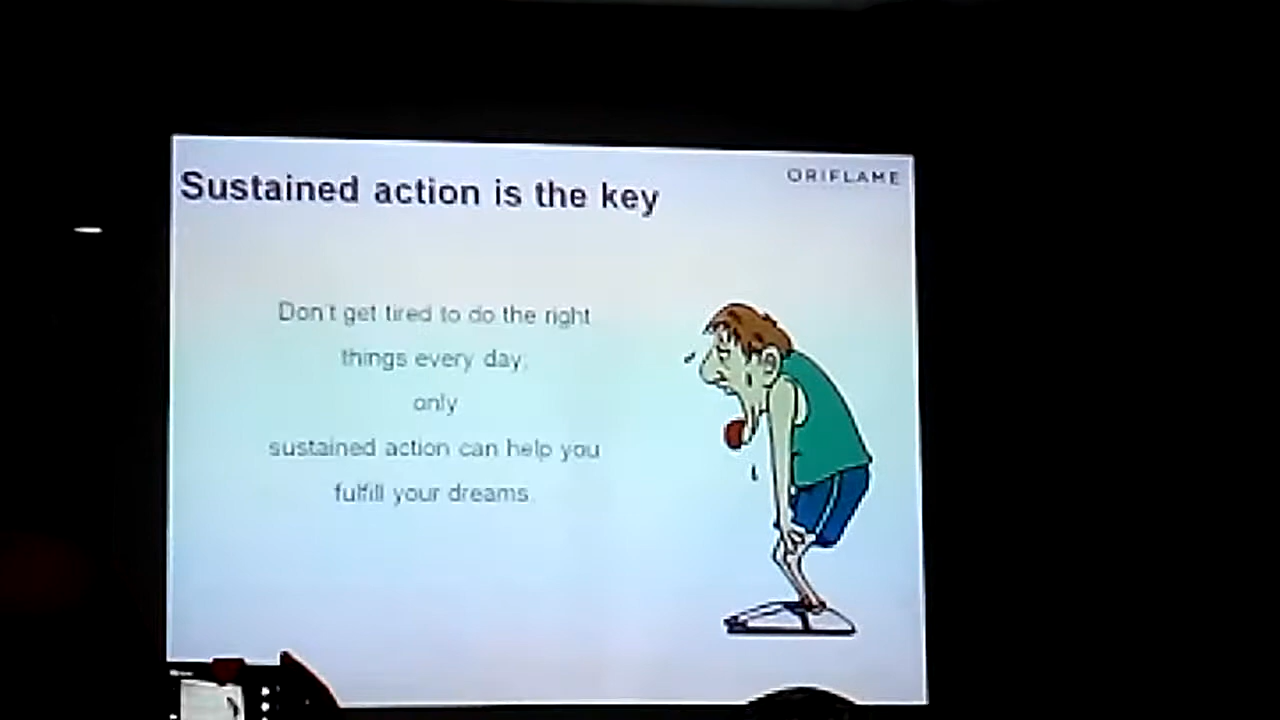 Sustained action is the key
ORIFLAME
Don't get tired to do the right
things every day,
only
sustained action can help you
fulfill your dreams.